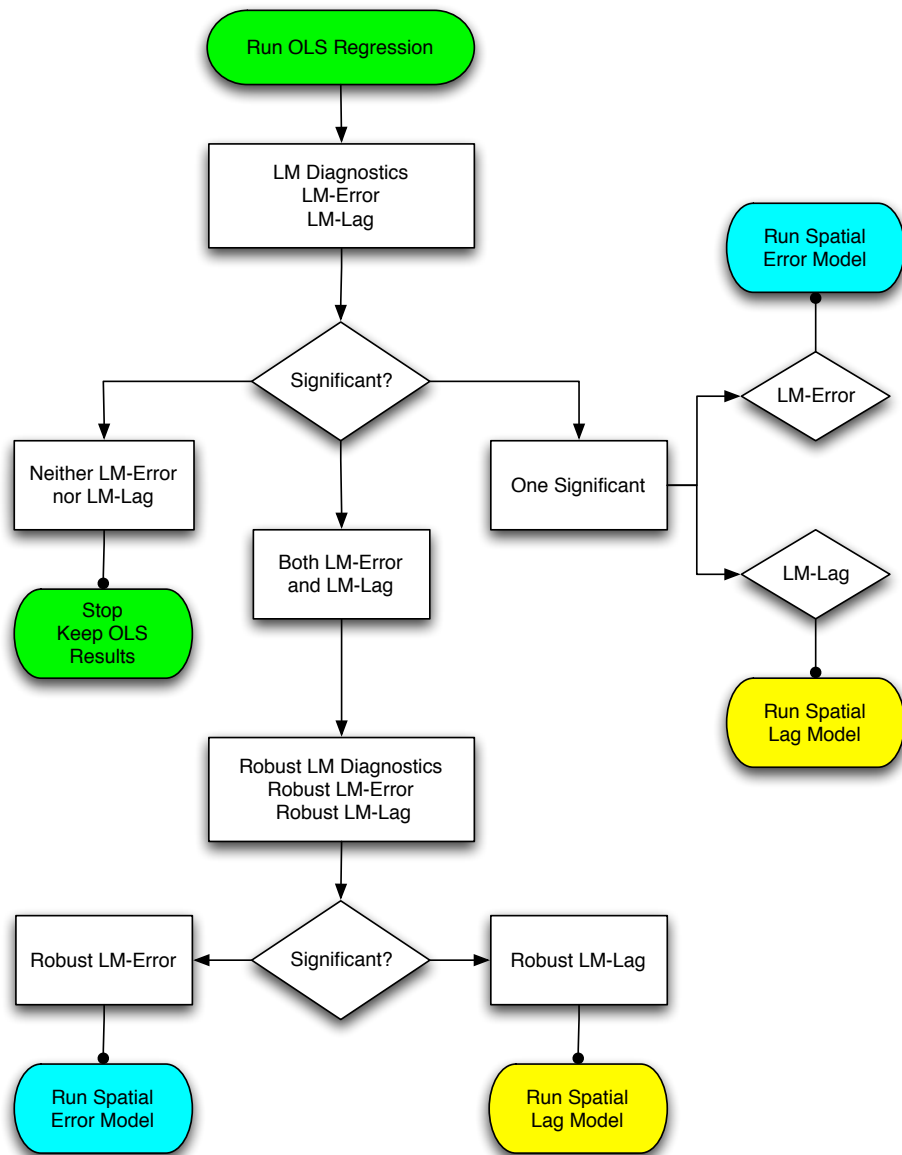 Run OLS Regression
LM Diagnostics
LM-Error
LM-Lag
Run Spatial
Error Model
Significant?
LM-Error
Neither LM-Error
nor LM-Lag
One Significant
Both LM-Error
and LM-Lag
LM-Lag
Stop
Keep OLS
Results
Run Spatial
Lag Model
Robust LM Diagnostics
Robust LM-Error
Robust LM-Lag
Robust LM-Error
Significant?
Robust LM-Lag
Run Spatial
Error Model
Run Spatial
Lag Model